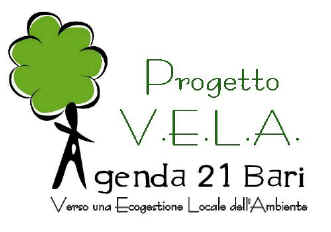 Progetto
V.E.L.A.
Agenda 21 Bari
Verso una Ecogestione Locale dell'Ambiente